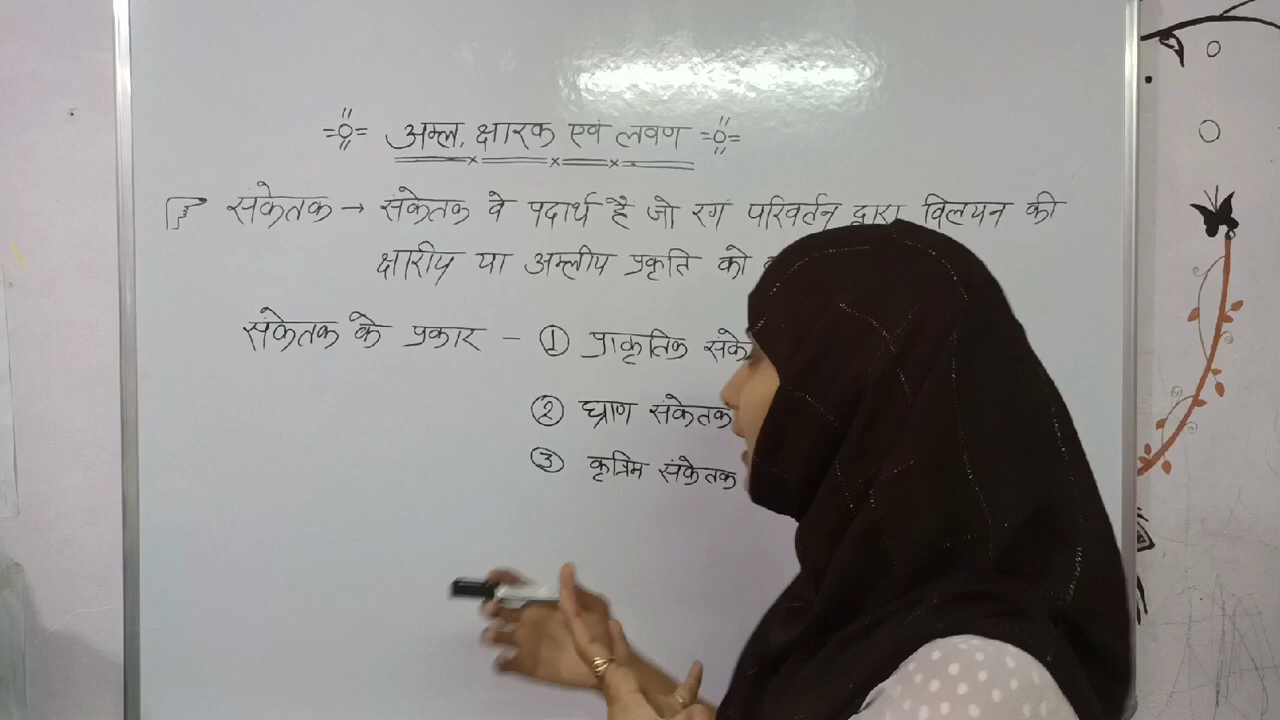 अम्ल, क्षारक एवं लवण
संकेतक → संकेतक वे पदार्थ है जो रंग परिवर्तन द्वारा विलयन की
क्षारीय या अम्लीय प्रकृति को
संकेतक के प्रकार - ① प्राकृतिक
② घ्राण संकेतक
③ कृत्रिम संकेतक